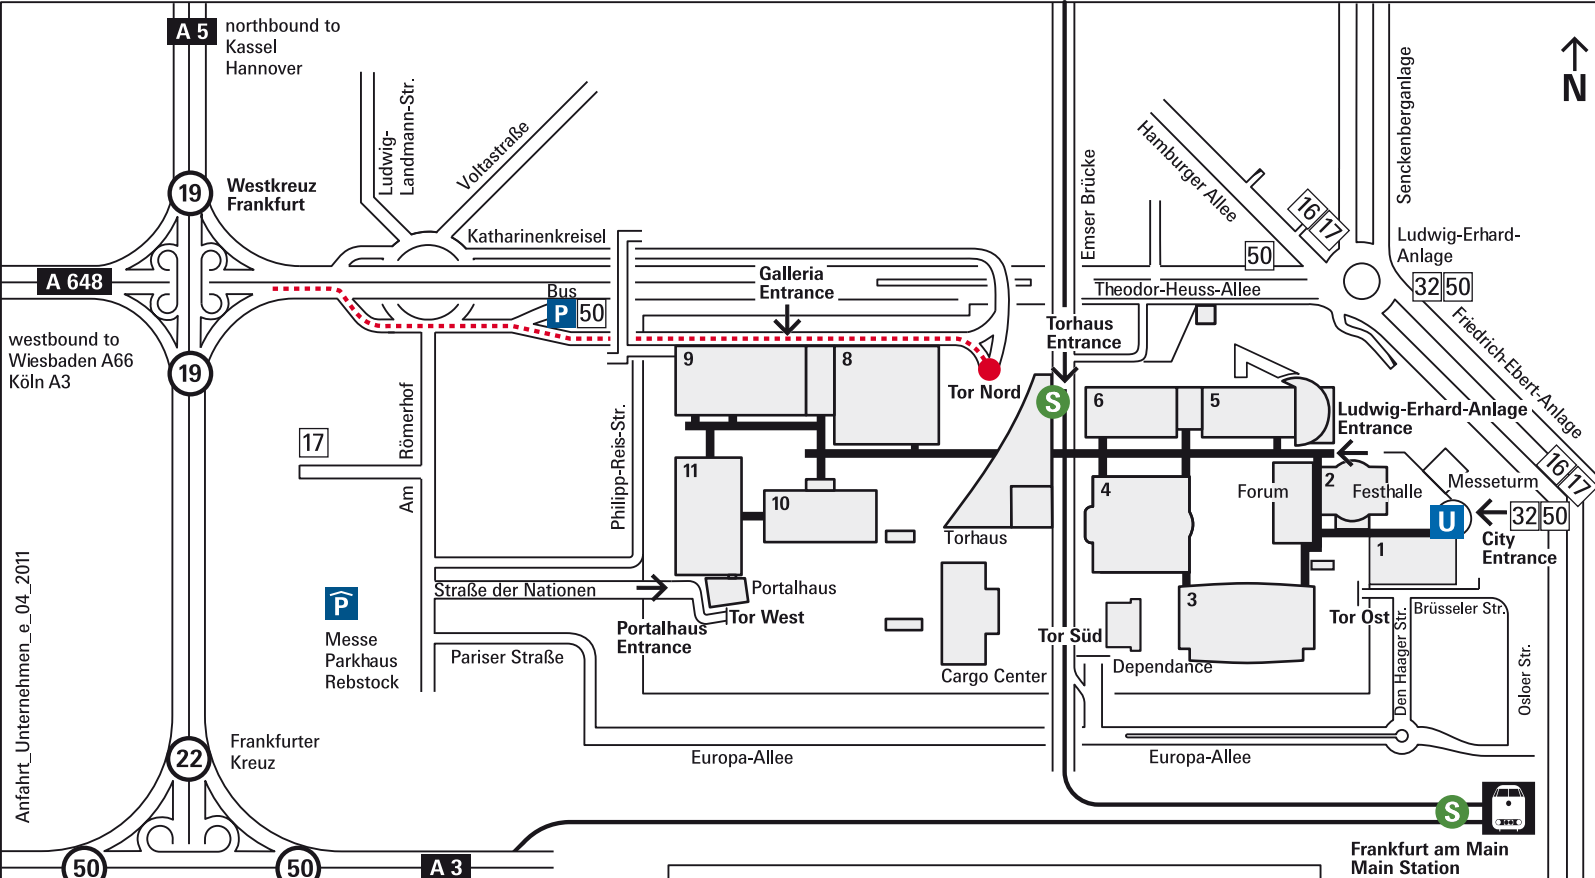 A 5
northbound to
Kassel
Hannover
N
Ludwig-
Landmann-Str.
Voltastraße
Emser Brücke
Hamburger Allee
Senckenberganlage
19
Westkreuz
Frankfurt
16 17
Katharinenkreisel
50
Ludwig-Erhard-
Anlage
32 50
A 648
Galleria
Entrance
Bus
P 50
Theodor-Heuss-Allee
Torhaus
Entrance
Friedrich-Ebert-Anlage
westbound to
Wiesbaden A66
Köln A3
19
9
8
Tor Nord
S
6
5
Ludwig-Erhard-Anlage
Entrance
17
Am Römerhof
Philipp-Reis-Str.
11
10
4
Forum
2
Festhalle
Messeturm
16 17
U
32 50
City
Entrance
Torhaus
1
Straße der Nationen
Portalhaus
Tor West
Portalhaus
Entrance
P
Messe
Parkhaus
Rebstock
Pariser Straße
Cargo Center
Tor Süd
Dependance
3
Tor Ost
Brüsseler Str.
Den Haager Str.
Osloer Str.
22
Frankfurter
Kreuz
Europa-Allee
Europa-Allee
S
Frankfurt am Main
Main Station
50
50
A 3
Anfahrt_Unternehmen_e_04_2011